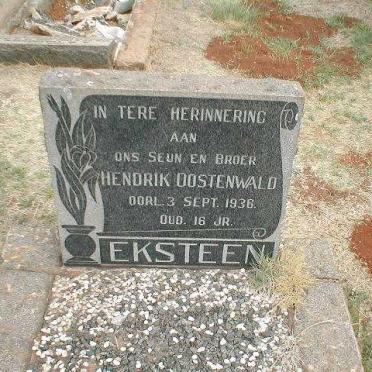 IN TERE HERINNERING
AAN
ONS SEUN EN BROER
HENDRIK OOSTENWALD
OORL. 3 SEPT. 1936.
OUD. 16 JR.
EKSTEEN